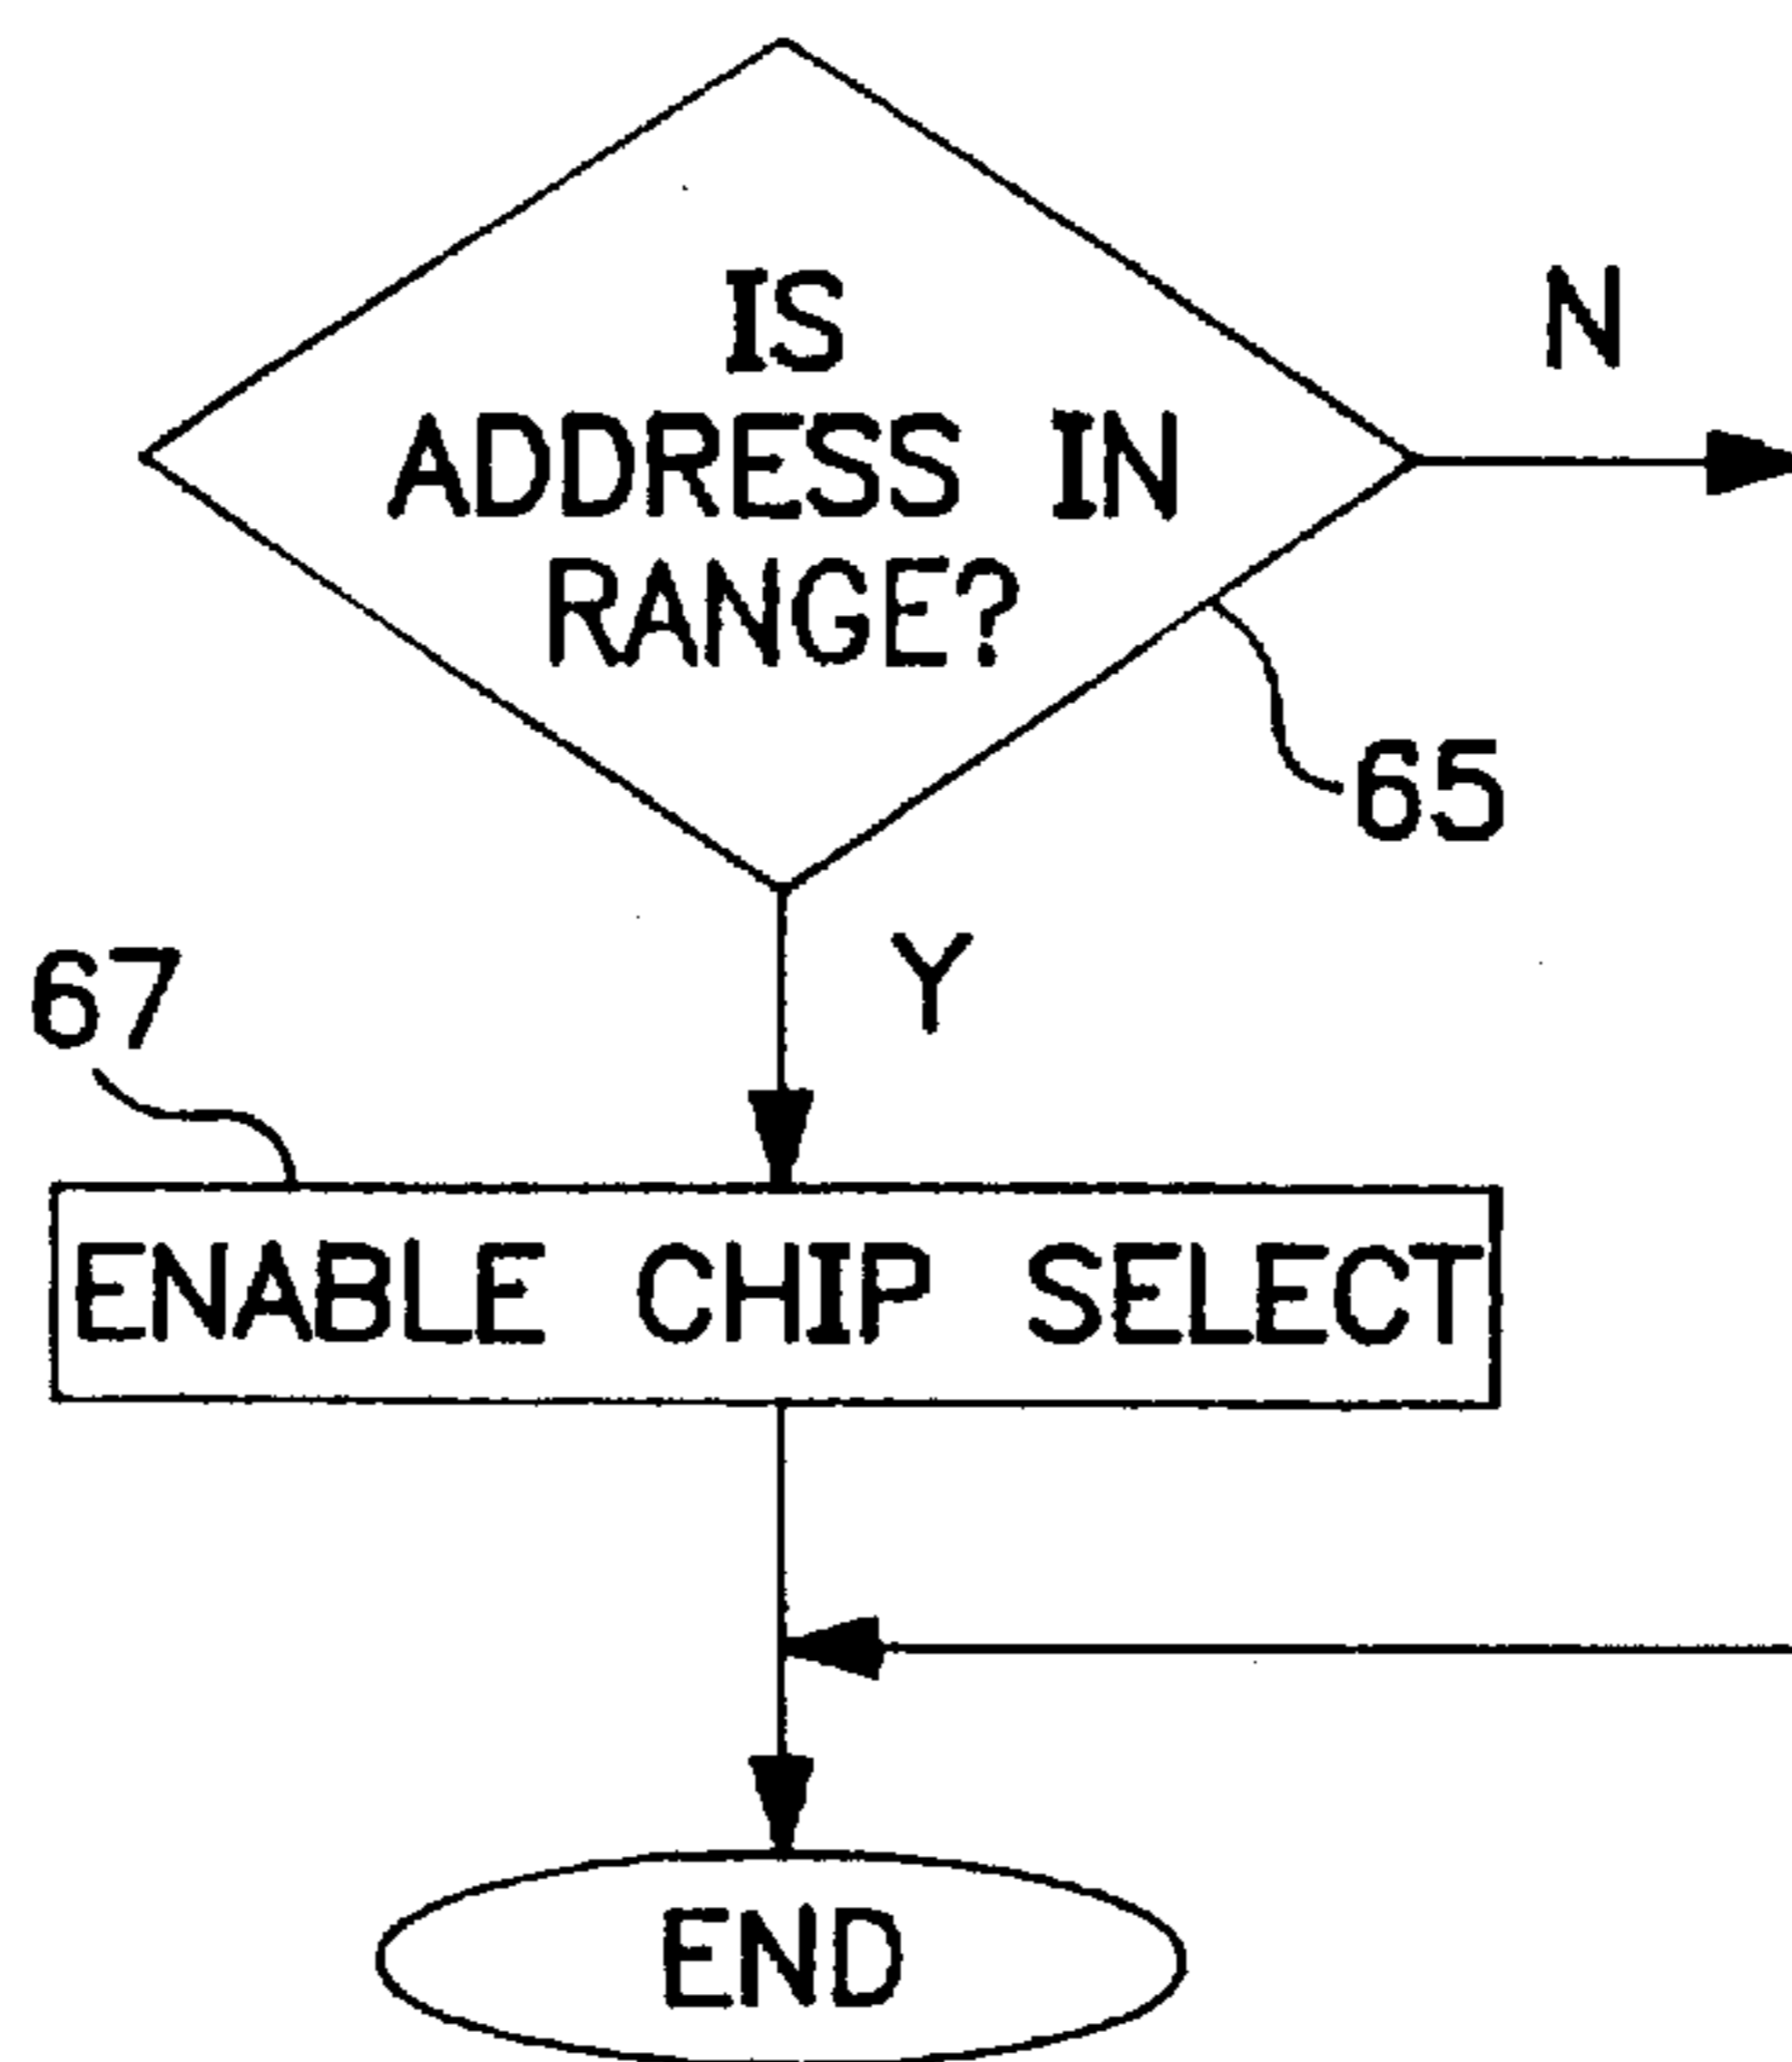 IS
ADDRESS IN
RANGE?
N
65
Y
67
ENABLE CHIP SELECT
END